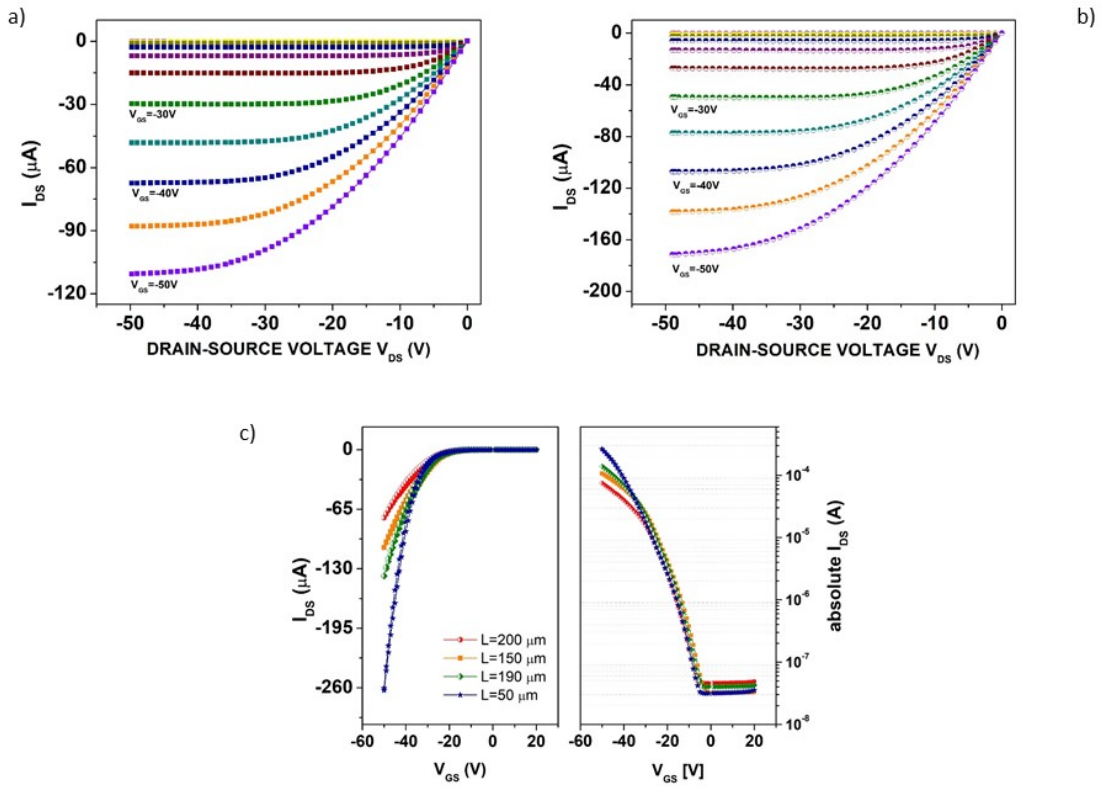 a)
0
-30
-60
-90
-120
I_DS (μA)
V_GS=-30V
V_GS=-40V
V_GS=-50V
-50 -40 -30 -20 -10 0
DRAIN-SOURCE VOLTAGE V_DS (V)
b)
0
-40
-80
-120
-160
-200
I_DS (μA)
V_GS=-30V
V_GS=-40V
V_GS=-50V
-50 -40 -30 -20 -10 0
DRAIN-SOURCE VOLTAGE V_DS (V)
c)
0
-65
-130
-195
-260
I_DS (μA)
L=200 μm
L=150 μm
L=190 μm
L=50 μm
-60 -40 -20 0 20
V_GS (V)
10^-4
10^-5
10^-6
10^-7
10^-8
absolute I_DS (A)
-60 -40 -20 0 20
V_GS [V]